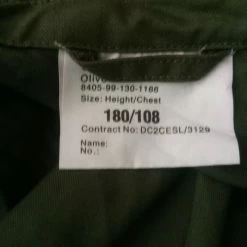 Olive
8405-99-130-1166
Size: Height/Chest
180/108
Contract No: DC2CESL/3129
Name:
No.: